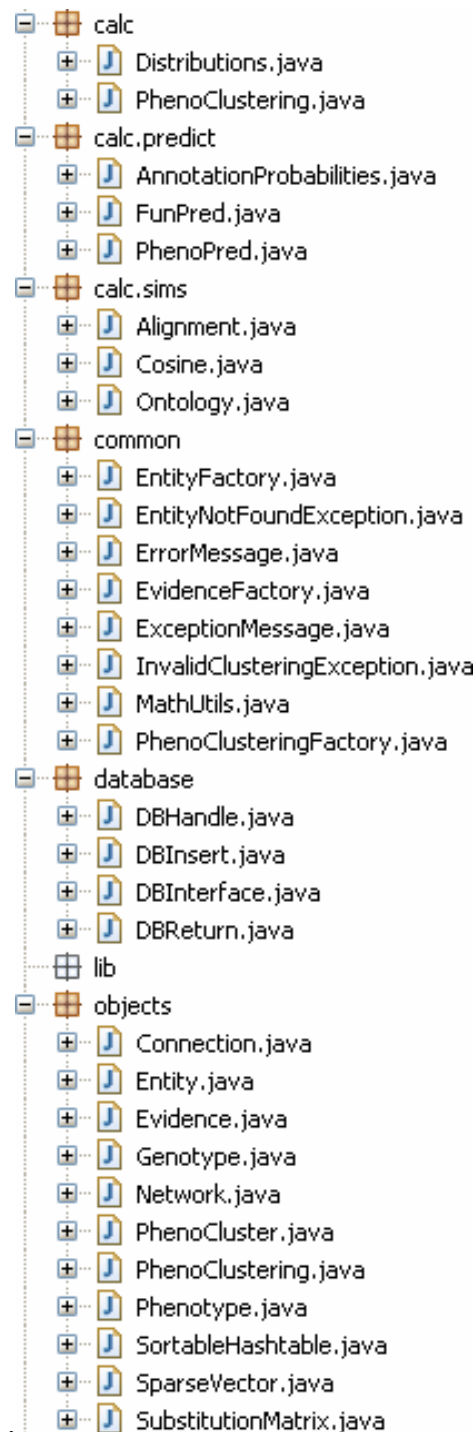 calc
Distributions.java
PhenoClustering.java
calc.predict
AnnotationProbabilities.java
FunPred.java
PhenoPred.java
calc.sims
Alignment.java
Cosine.java
Ontology.java
common
EntityFactory.java
EntityNotFoundException.java
ErrorMessage.java
EvidenceFactory.java
ExceptionMessage.java
InvalidClusteringException.java
MathUtils.java
PhenoClusteringFactory.java
database
DBHandle.java
DBInsert.java
DBInterface.java
DBReturn.java
lib
objects
Connection.java
Entity.java
Evidence.java
Genotype.java
Network.java
PhenoCluster.java
PhenoClustering.java
Phenotype.java
SortableHashtable.java
SparseVector.java
SubstitutionMatrix.java